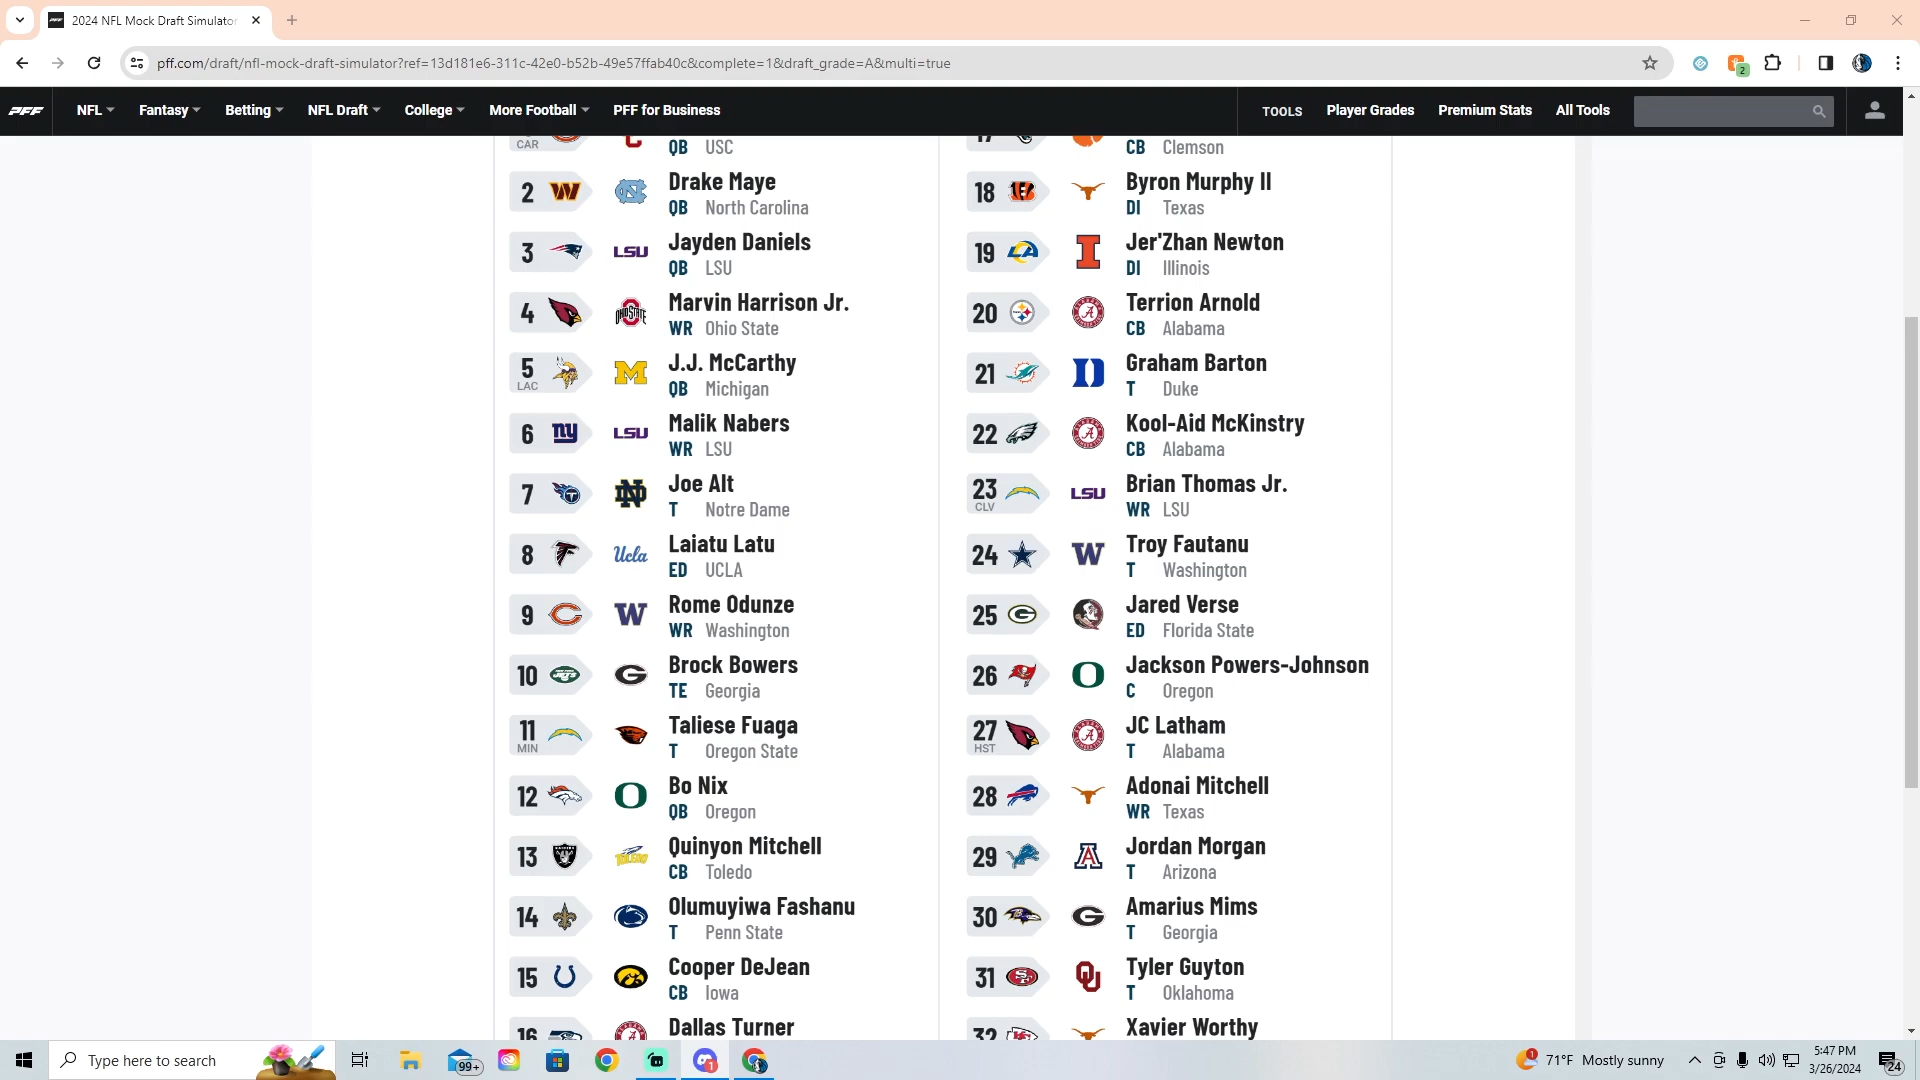 2024 NFL Mock Draft Simulator
pff.com/draft/nfl-mock-draft-simulator?ref=13d181e6-311c-42e0-b52b-49e57ffab40c&complete=1&draft_grade=A&multi=true
2
PFF NFL Fantasy Betting NFL Draft College More Football PFF for Business TOOLS Player Grades Premium Stats All Tools
CAR
QB USC
2 Drake Maye
QB North Carolina
3 LSU Jayden Daniels
QB LSU
4 OHIO STATE Marvin Harrison Jr.
WR Ohio State
5 LAC J.J. McCarthy
QB Michigan
6 ny LSU Malik Nabers
WR LSU
7 Joe Alt
T Notre Dame
8 Ucla Laiatu Latu
ED UCLA
9 Rome Odunze
WR Washington
10 Brock Bowers
TE Georgia
11 MIN Taliese Fuaga
T Oregon State
12 Bo Nix
QB Oregon
13 TOLEDO Quinyon Mitchell
CB Toledo
14 Olumuyiwa Fashanu
T Penn State
15 Cooper DeJean
CB Iowa
16 Dallas Turner
17
CB Clemson
18 Byron Murphy II
DI Texas
19 LA Jer'Zhan Newton
DI Illinois
20 Terrion Arnold
CB Alabama
21 Graham Barton
T Duke
22 Kool-Aid McKinstry
CB Alabama
23 CLV LSU Brian Thomas Jr.
WR LSU
24 Troy Fautanu
T Washington
25 Jared Verse
ED Florida State
26 Jackson Powers-Johnson
C Oregon
27 HST JC Latham
T Alabama
28 Adonai Mitchell
WR Texas
29 Jordan Morgan
T Arizona
30 Amarius Mims
T Georgia
31 Tyler Guyton
T Oklahoma
32 Xavier Worthy
Type here to search
99+
1
71°F Mostly sunny
5:47 PM
3/26/2024
24